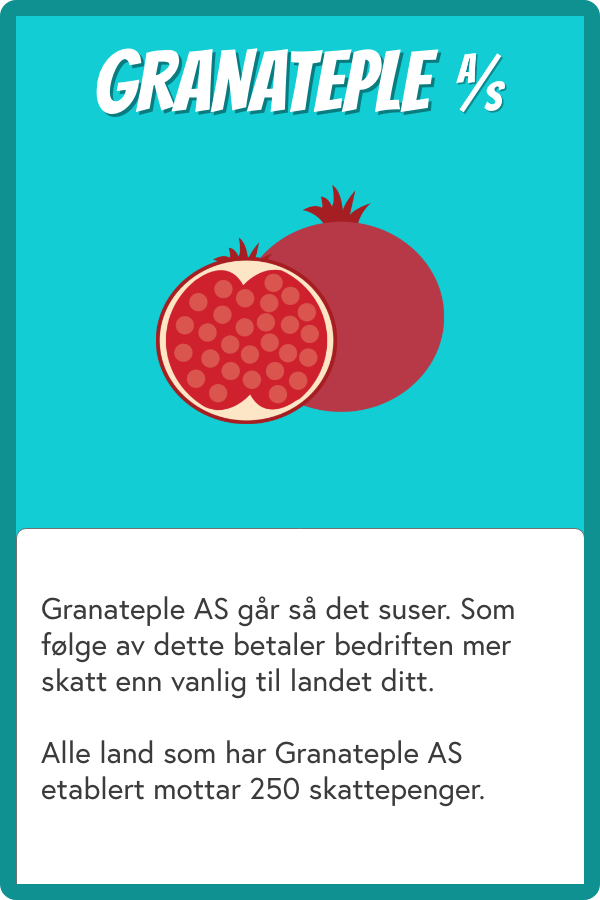 GRANATEPLE A/S
Granateple AS går så det suser. Som
følge av dette betaler bedriften mer
skatt enn vanlig til landet ditt.
Alle land som har Granateple AS
etablert mottar 250 skattepenger.